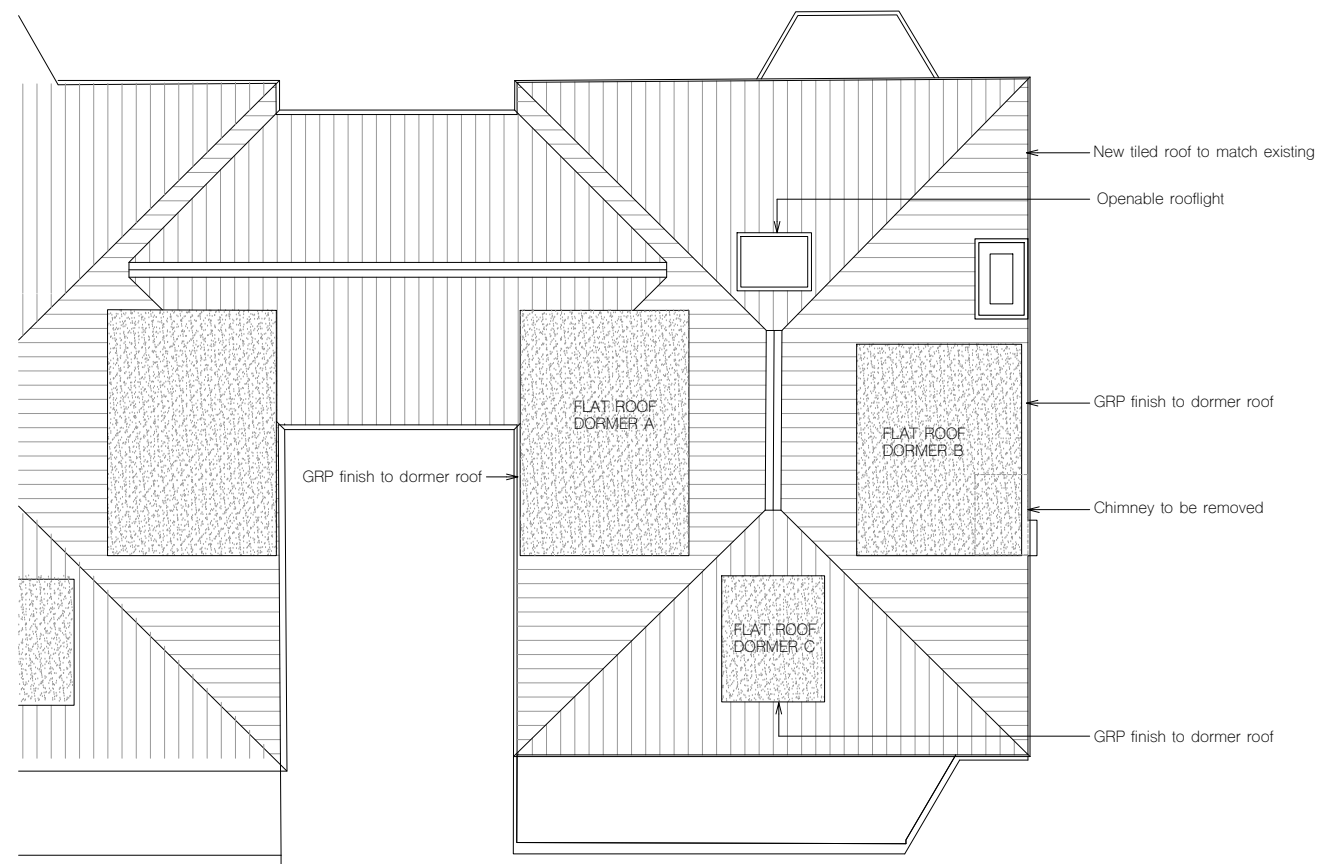 New tiled roof to match existing
Openable rooflight
GRP finish to dormer roof
FLAT ROOF
DORMER A
FLAT ROOF
DORMER B
GRP finish to dormer roof
Chimney to be removed
FLAT ROOF
DORMER C
GRP finish to dormer roof